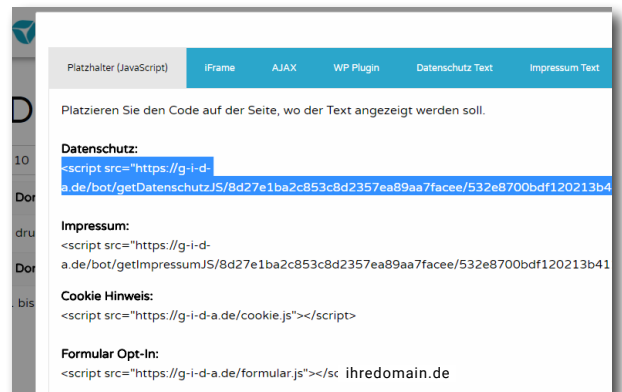 Platzhalter (JavaScript) iFrame AJAX WP Plugin Datenschutz Text Impressum Text
D
Platzieren Sie den Code auf der Seite, wo der Text angezeigt werden soll.
Datenschutz:
10
<script src="https://g-i-d-
a.de/bot/getDatenschutzJS/8d27e1ba2c853c8d2357ea89aa7facee/532e8700bdf120213b4
Dor
Impressum:
dru
<script src="https://g-i-d-
a.de/bot/getImpressumJS/8d27e1ba2c853c8d2357ea89aa7facee/532e8700bdf120213b41
Dor
Cookie Hinweis:
. bis
<script src="https://g-i-d-a.de/cookie.js"></script>
Formular Opt-In:
<script src="https://g-i-d-a.de/formular.js"></sc ihredomain.de